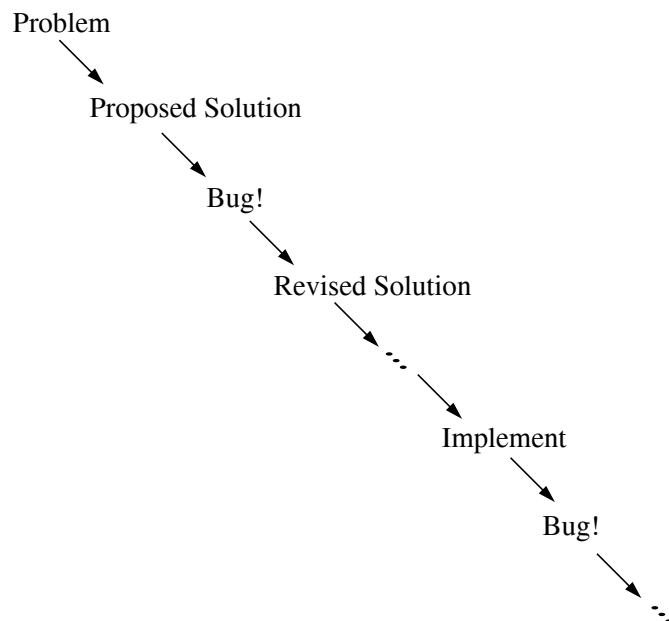 Problem
Proposed Solution
Bug!
Revised Solution
...
Implement
Bug!
...